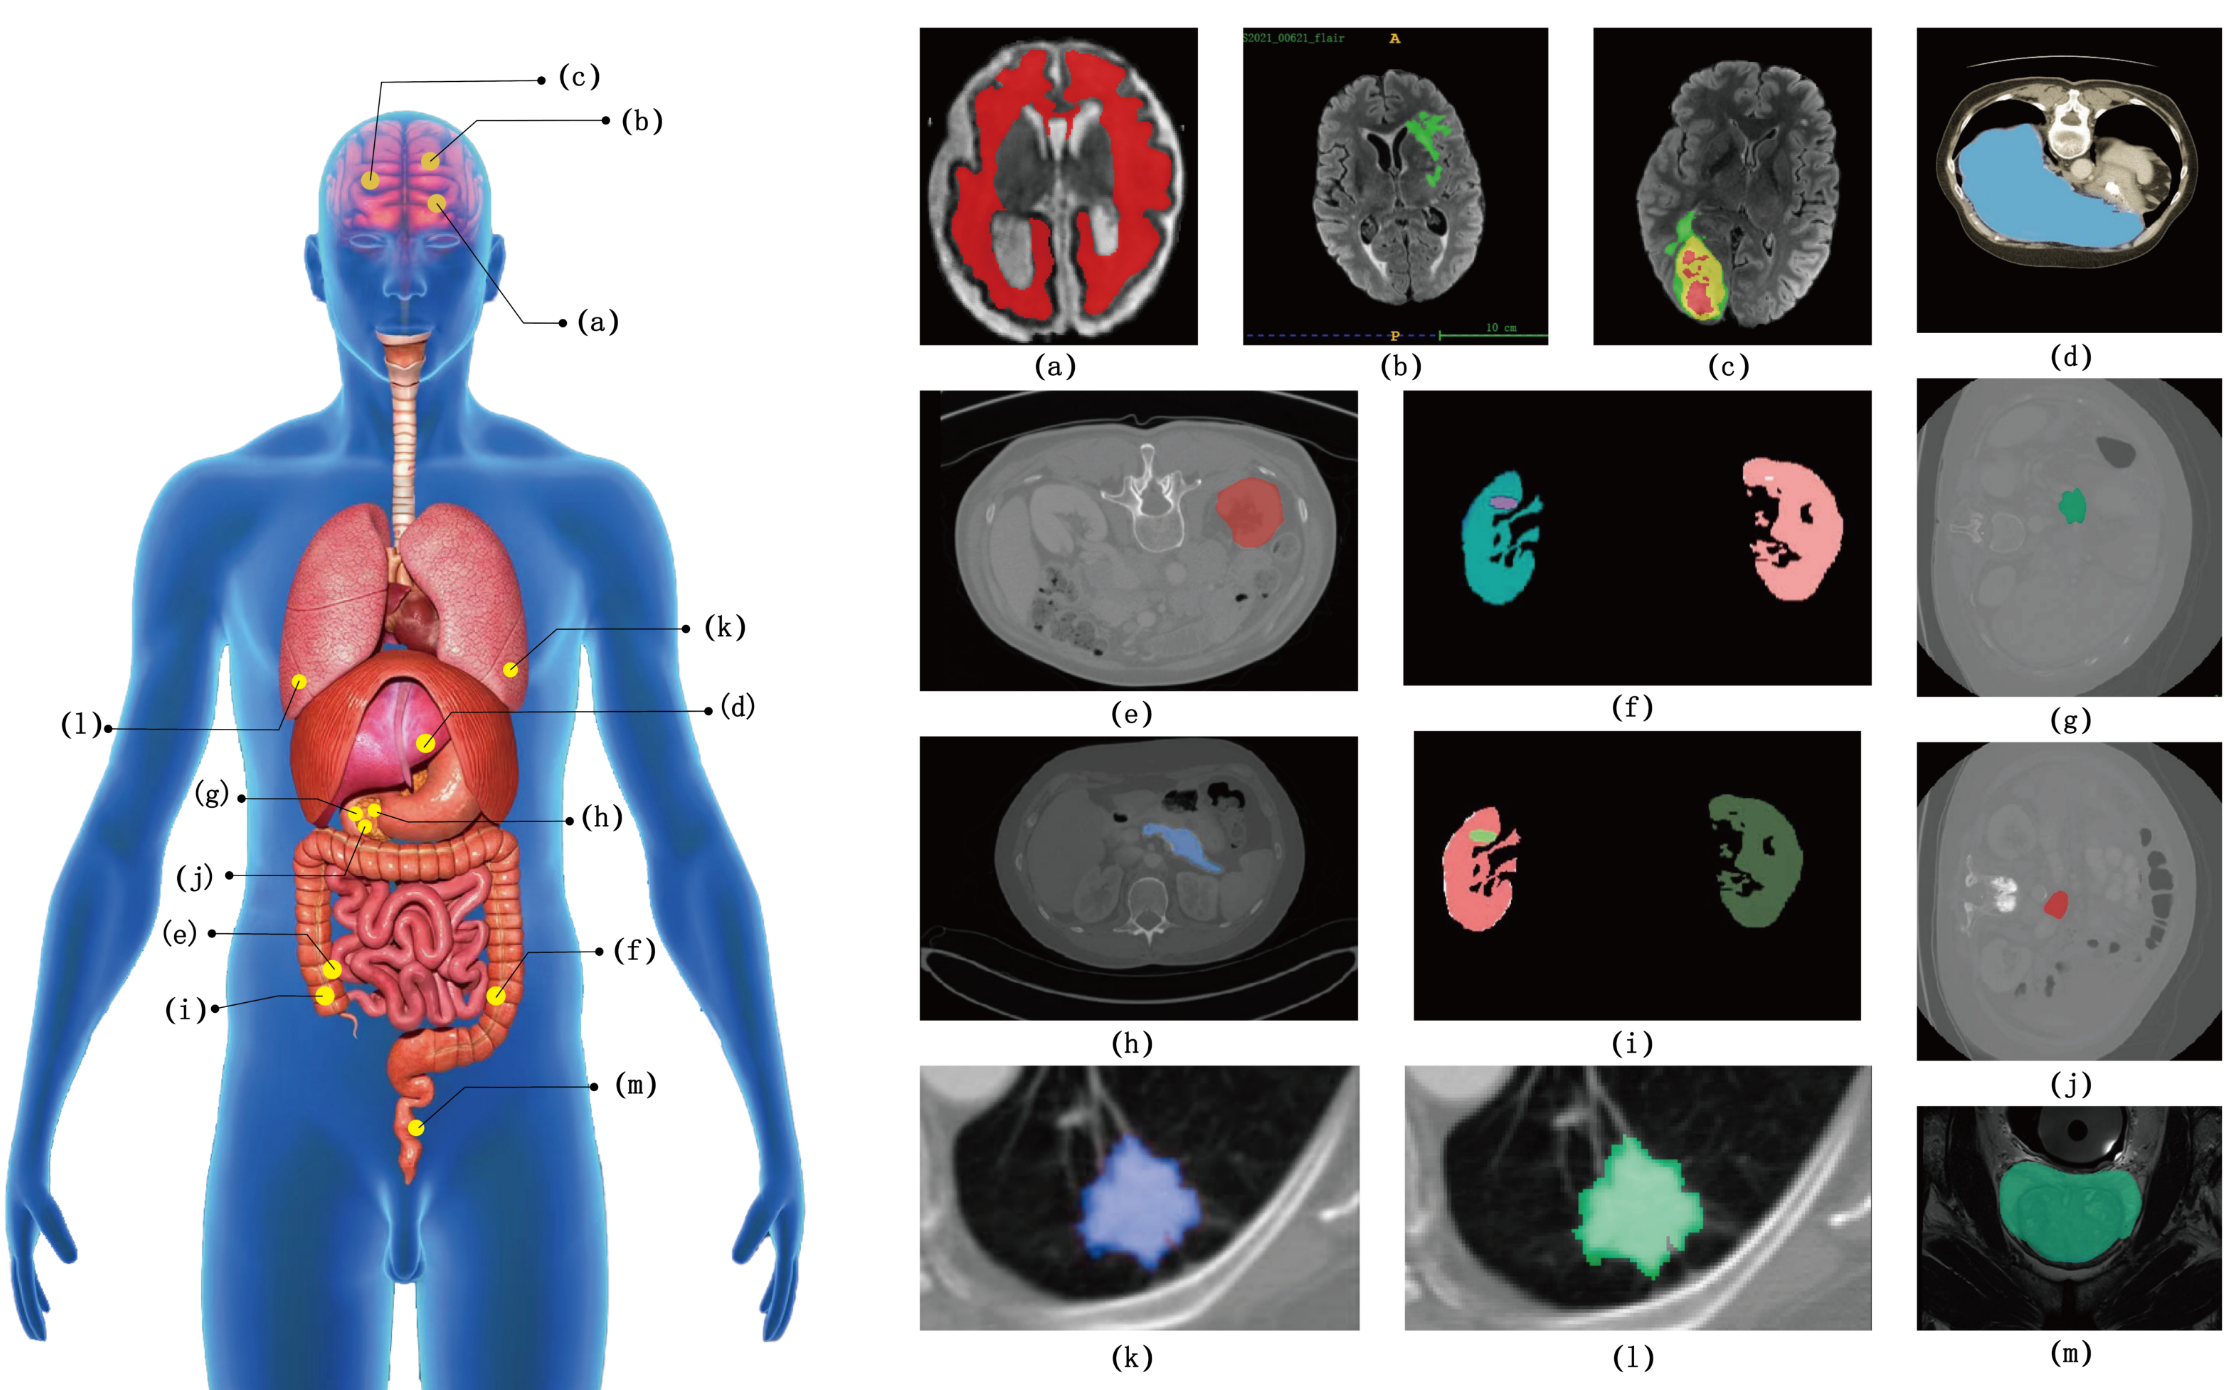 (c)
(b)
(a)
(k)
(d)
(l)
(g)
(h)
(j)
(e)
(f)
(i)
(m)
S2021_00621_flair
A
10 cm
P
(a)
(b)
(c)
(d)
(e)
(f)
(g)
(h)
(i)
(j)
(k)
(l)
(m)